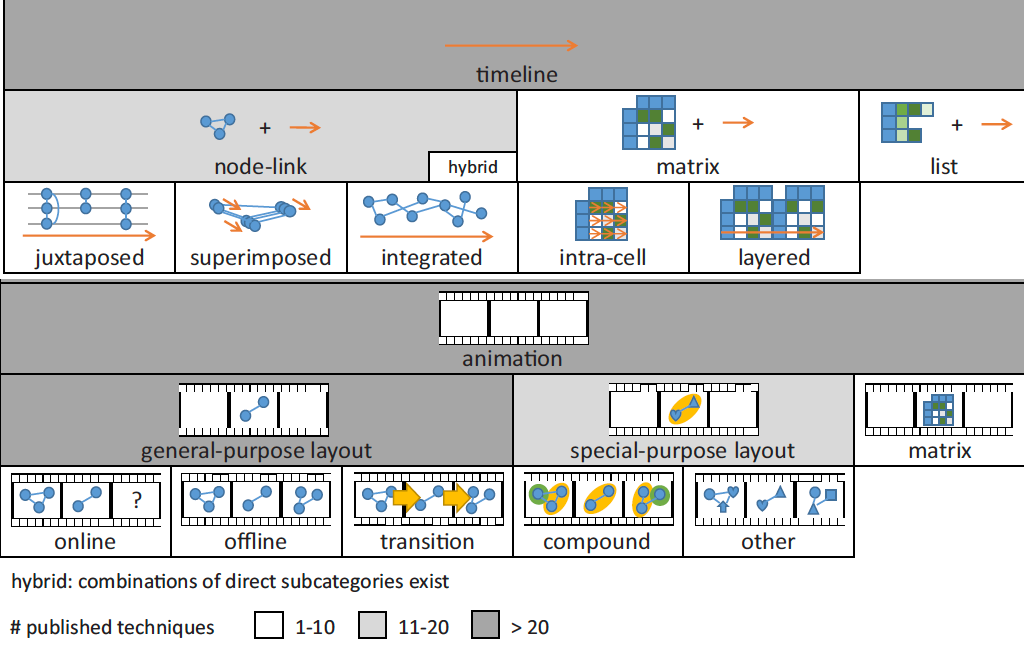 timeline
+
+
+
node-link
hybrid
matrix
list
juxtaposed
superimposed
integrated
intra-cell
layered
animation
general-purpose layout
special-purpose layout
matrix
?
online
offline
transition
compound
other
hybrid: combinations of direct subcategories exist
# published techniques 1-10 11-20 > 20